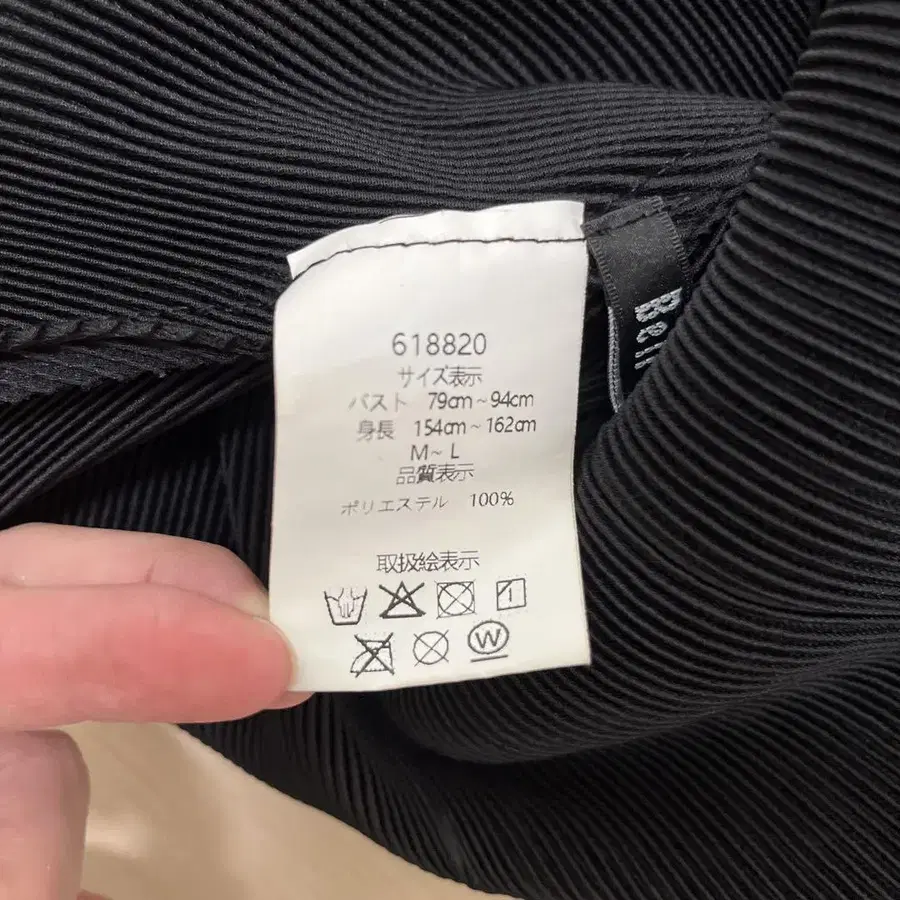 618820
サイズ表示
バスト 79cm～94cm
身長 154cm～162cm
M～L
品質表示
ポリエステル 100%
取扱絵表示
W